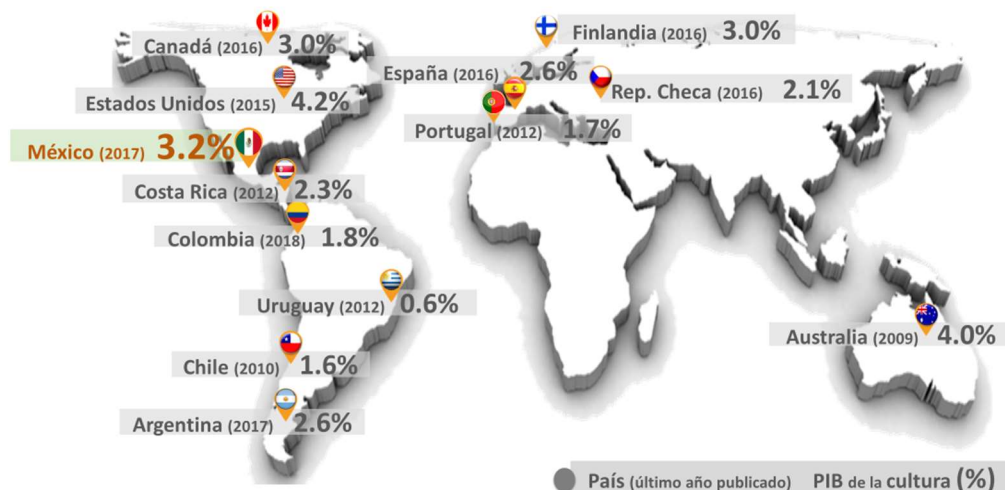 Canadá (2016) 3.0%
Finlandia (2016) 3.0%
España (2016) 2.6%
Estados Unidos (2015) 4.2%
Rep. Checa (2016) 2.1%
Portugal (2012) 1.7%
México (2017) 3.2%
Costa Rica (2012) 2.3%
Colombia (2018) 1.8%
Uruguay (2012) 0.6%
Australia (2009) 4.0%
Chile (2010) 1.6%
Argentina (2017) 2.6%
País (último año publicado) PIB de la cultura (%)